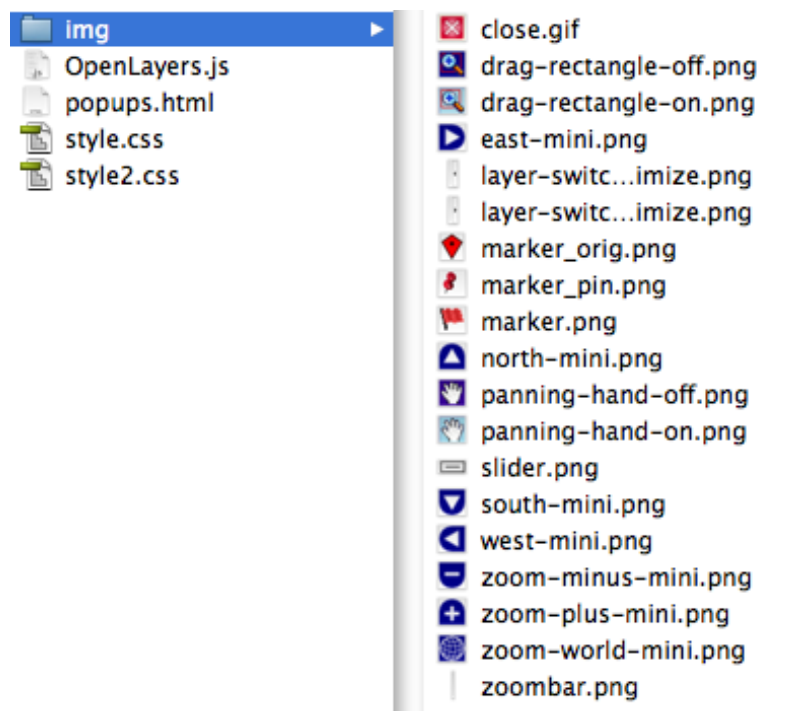 img
OpenLayers.js
popups.html
style.css
style2.css
close.gif
drag-rectangle-off.png
drag-rectangle-on.png
east-mini.png
layer-switc...imize.png
layer-switc...imize.png
marker_orig.png
marker_pin.png
marker.png
north-mini.png
panning-hand-off.png
panning-hand-on.png
slider.png
south-mini.png
west-mini.png
zoom-minus-mini.png
zoom-plus-mini.png
zoom-world-mini.png
zoombar.png